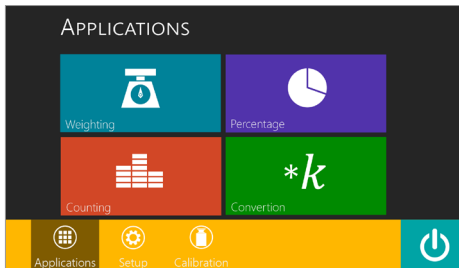 Applications
Weighting
Percentage
*k
Counting
Convertion
Applications
Setup
Calibration